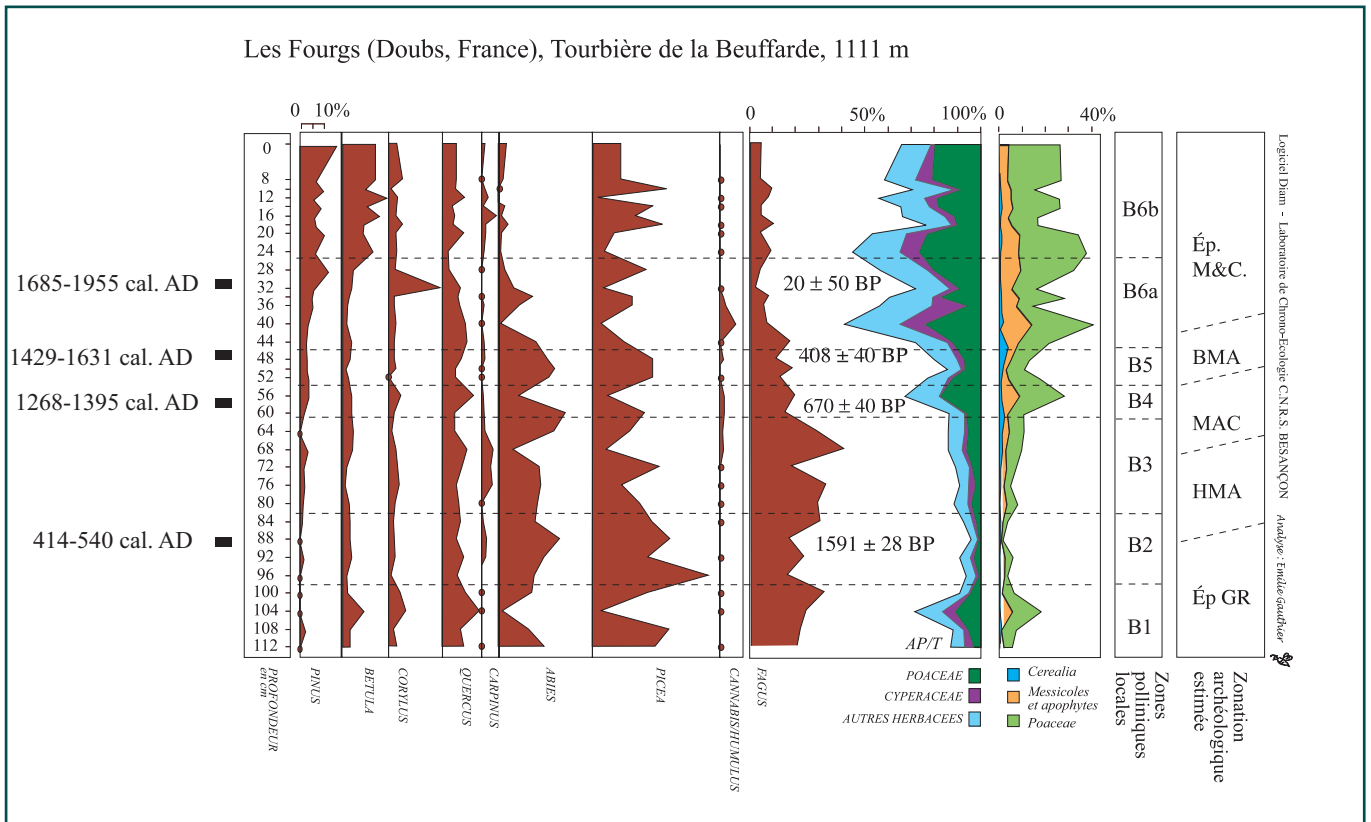 Les Fourgs (Doubs, France), Tourbière de la Beuffarde, 1111 m
0 10%
0 50% 100%
0 40%
0
8
12
16
20
24
28
32
36
40
44
48
52
56
60
64
68
72
76
80
84
88
92
96
100
104
108
112
1685-1955 cal. AD
1429-1631 cal. AD
1268-1395 cal. AD
414-540 cal. AD
20 ± 50 BP
408 ± 40 BP
670 ± 40 BP
1591 ± 28 BP
AP/T
B6b
B6a
B5
B4
B3
B2
B1
Ép.
M&C.
BMA
MAC
HMA
Ép GR
PROFONDEUR
en cm
PINUS
BETULA
CORYLUS
QUERCUS
CARPINUS
ABIES
PICEA
CANNABIS/HUMULUS
FAGUS
POACEAE
CYPERACEAE
AUTRES HERBACEES
Cerealia
Messicoles
et apophytes
Poaceae
Zones
polliniques
locales
Zonation
archéologique
estimée
Logiciel Diam - Laboratoire de Chrono-Ecologie C.N.R.S. BESANÇON
Analyse : Emilie Gauthier